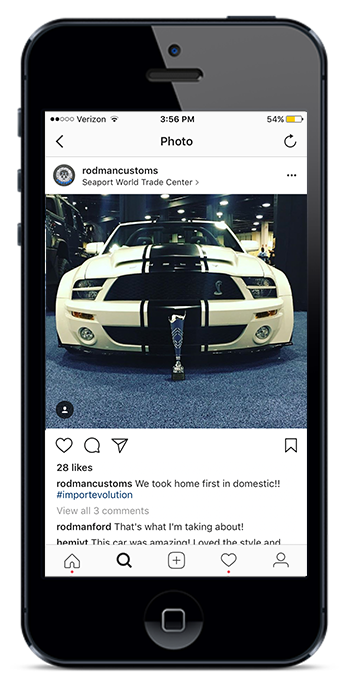 Verizon 3:56 PM 54%
Photo
rodmancustoms
Seaport World Trade Center >
28 likes
rodmancustoms We took home first in domestic!!
#importevolution
View all 3 comments
rodmanford That's what I'm taking about!
hemivt This car was amazing! Loved the style and